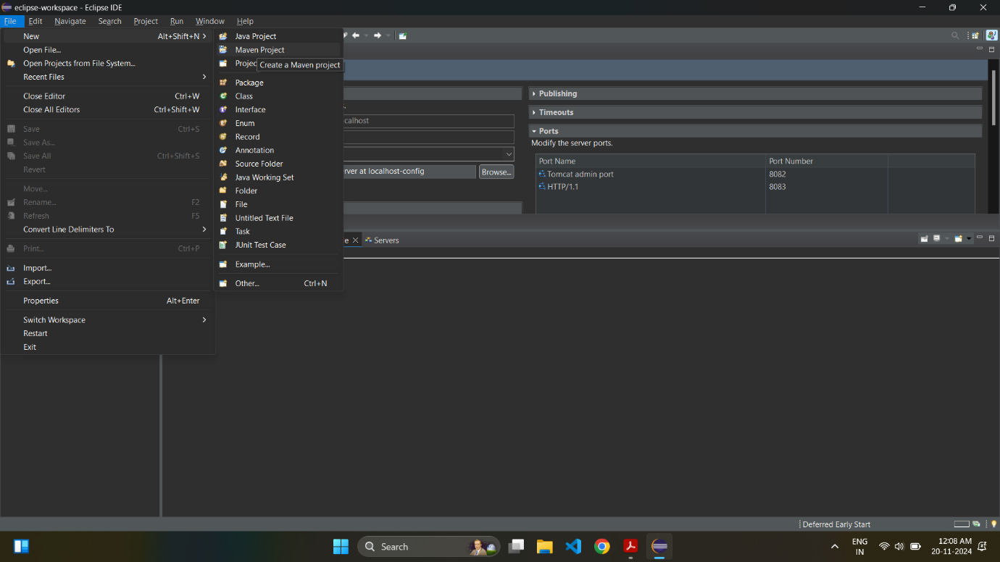 eclipse-workspace - Eclipse IDE
File Edit Navigate Search Project Run Window Help
New Alt+Shift+N
Open File...
Open Projects from File System...
Recent Files
Close Editor Ctrl+W
Close All Editors Ctrl+Shift+W
Save Ctrl+S
Save As...
Save All Ctrl+Shift+S
Revert
Move...
Rename... F2
Refresh F5
Convert Line Delimiters To
Print... Ctrl+P
Import...
Export...
Properties Alt+Enter
Switch Workspace
Restart
Exit
Java Project
Maven Project
Projec
Create a Maven project
Package
Class
Interface
Enum
Record
Annotation
Source Folder
Java Working Set
Folder
File
Untitled Text File
Task
JUnit Test Case
Example...
Other... Ctrl+N
calhost
rver at localhost-config Browse...
Publishing
Timeouts
Ports
Modify the server ports.
Port Name Port Number
Tomcat admin port 8082
HTTP/1.1 8083
e Servers
Deferred Early Start
Search
ENG
IN
12:08 AM
20-11-2024